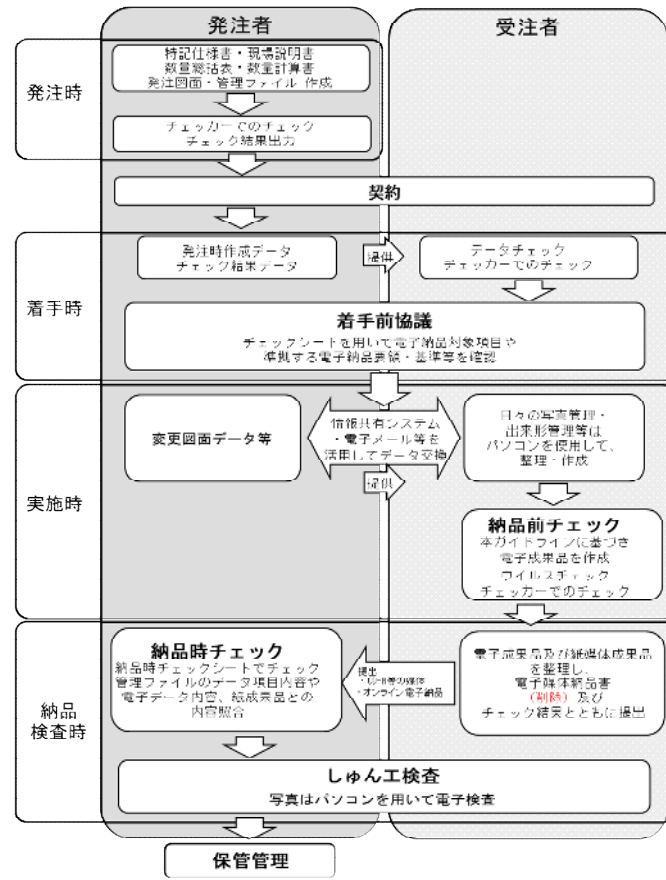 発注者
受注者
発注時
特記仕様書・現場説明書
数量総括表・数量計算書
発注図面・管理ファイル 作成
チェッカーでのチェック
チェック結果出力
契約
着手時
発注時作成データ
チェック結果データ
提供
データチェック
チェッカーでのチェック
着手前協議
チェックシートを用いて電子納品対象項目や
準拠する電子納品要領・基準等を確認
実施時
変更図面データ等
情報共有システム
・電子メール等を
活用してデータ交換
提供
日々の写真管理・
出来形管理等は
パソコンを使用して、
整理・作成
納品前チェック
本ガイドラインに基づき
電子成果品を作成
ウイルスチェック
チェッカーでのチェック
納品
検査時
納品時チェック
納品時チェックシートでチェック
管理ファイルのデータ項目内容や
電子データ内容、紙成果品との
内容照合
提出
・CD-R等の媒体
・オンライン電子納品
電子成果品及び紙媒体成果品
を整理し、
電子媒体納品書
(削除) 及び
チェック結果とともに提出
しゅん工検査
写真はパソコンを用いて電子検査
保管管理